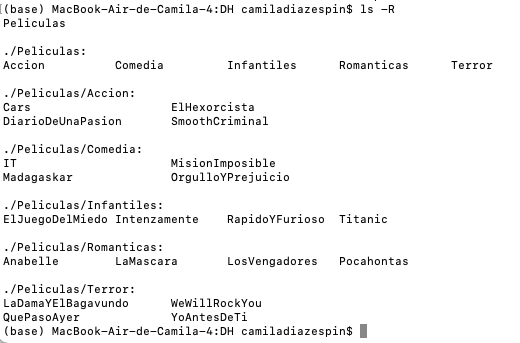 (base) MacBook-Air-de-Camila-4:DH camiladiazespin$ ls -R
Peliculas
./Peliculas:
Accion Comedia Infantiles Romanticas Terror
./Peliculas/Accion:
Cars ElHexorcista
DiarioDeUnaPasion SmoothCriminal
./Peliculas/Comedia:
IT MisionImposible
Madagaskar OrgulloYPrejuicio
./Peliculas/Infantiles:
ElJuegoDelMiedo Intenzamente RapidoYFurioso Titanic
./Peliculas/Romanticas:
Anabelle LaMascara LosVengadores Pocahontas
./Peliculas/Terror:
LaDamaYElBagavundo WeWillRockYou
QuePasoAyer YoAntesDeTi
(base) MacBook-Air-de-Camila-4:DH camiladiazespin$